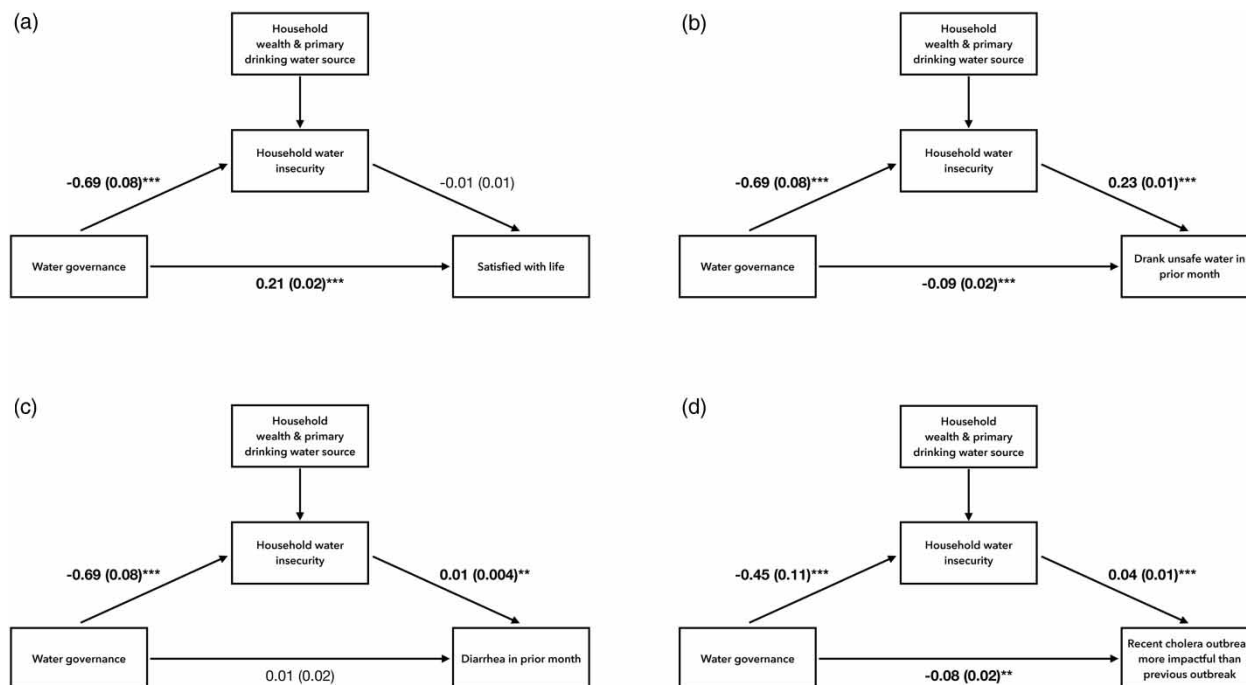 (a)
Household
wealth & primary
drinking water source
Household water
insecurity
-0.69 (0.08)***
-0.01 (0.01)
Water governance
Satisfied with life
0.21 (0.02)***
(b)
Household
wealth & primary
drinking water source
Household water
insecurity
-0.69 (0.08)***
0.23 (0.01)***
Water governance
Drank unsafe water in
prior month
-0.09 (0.02)***
(c)
Household
wealth & primary
drinking water source
Household water
insecurity
-0.69 (0.08)***
0.01 (0.004)**
Water governance
Diarrhea in prior month
0.01 (0.02)
(d)
Household
wealth & primary
drinking water source
Household water
insecurity
-0.45 (0.11)***
0.04 (0.01)***
Water governance
Recent cholera outbrea
more impactful than
previous outbreak
-0.08 (0.02)**